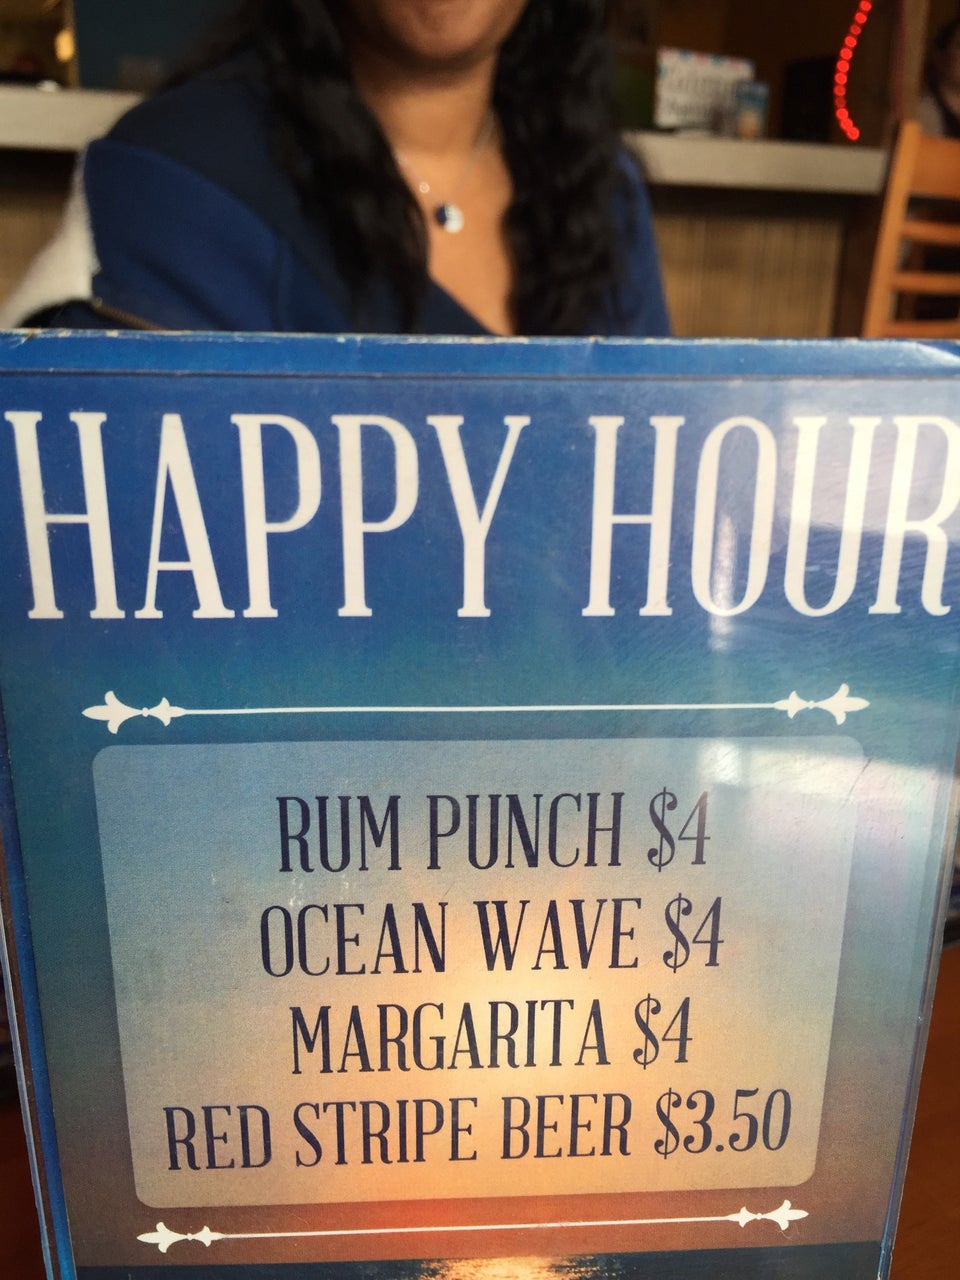 HAPPY HOUR
RUM PUNCH $4
OCEAN WAVE $4
MARGARITA $4
RED STRIPE BEER $3.50